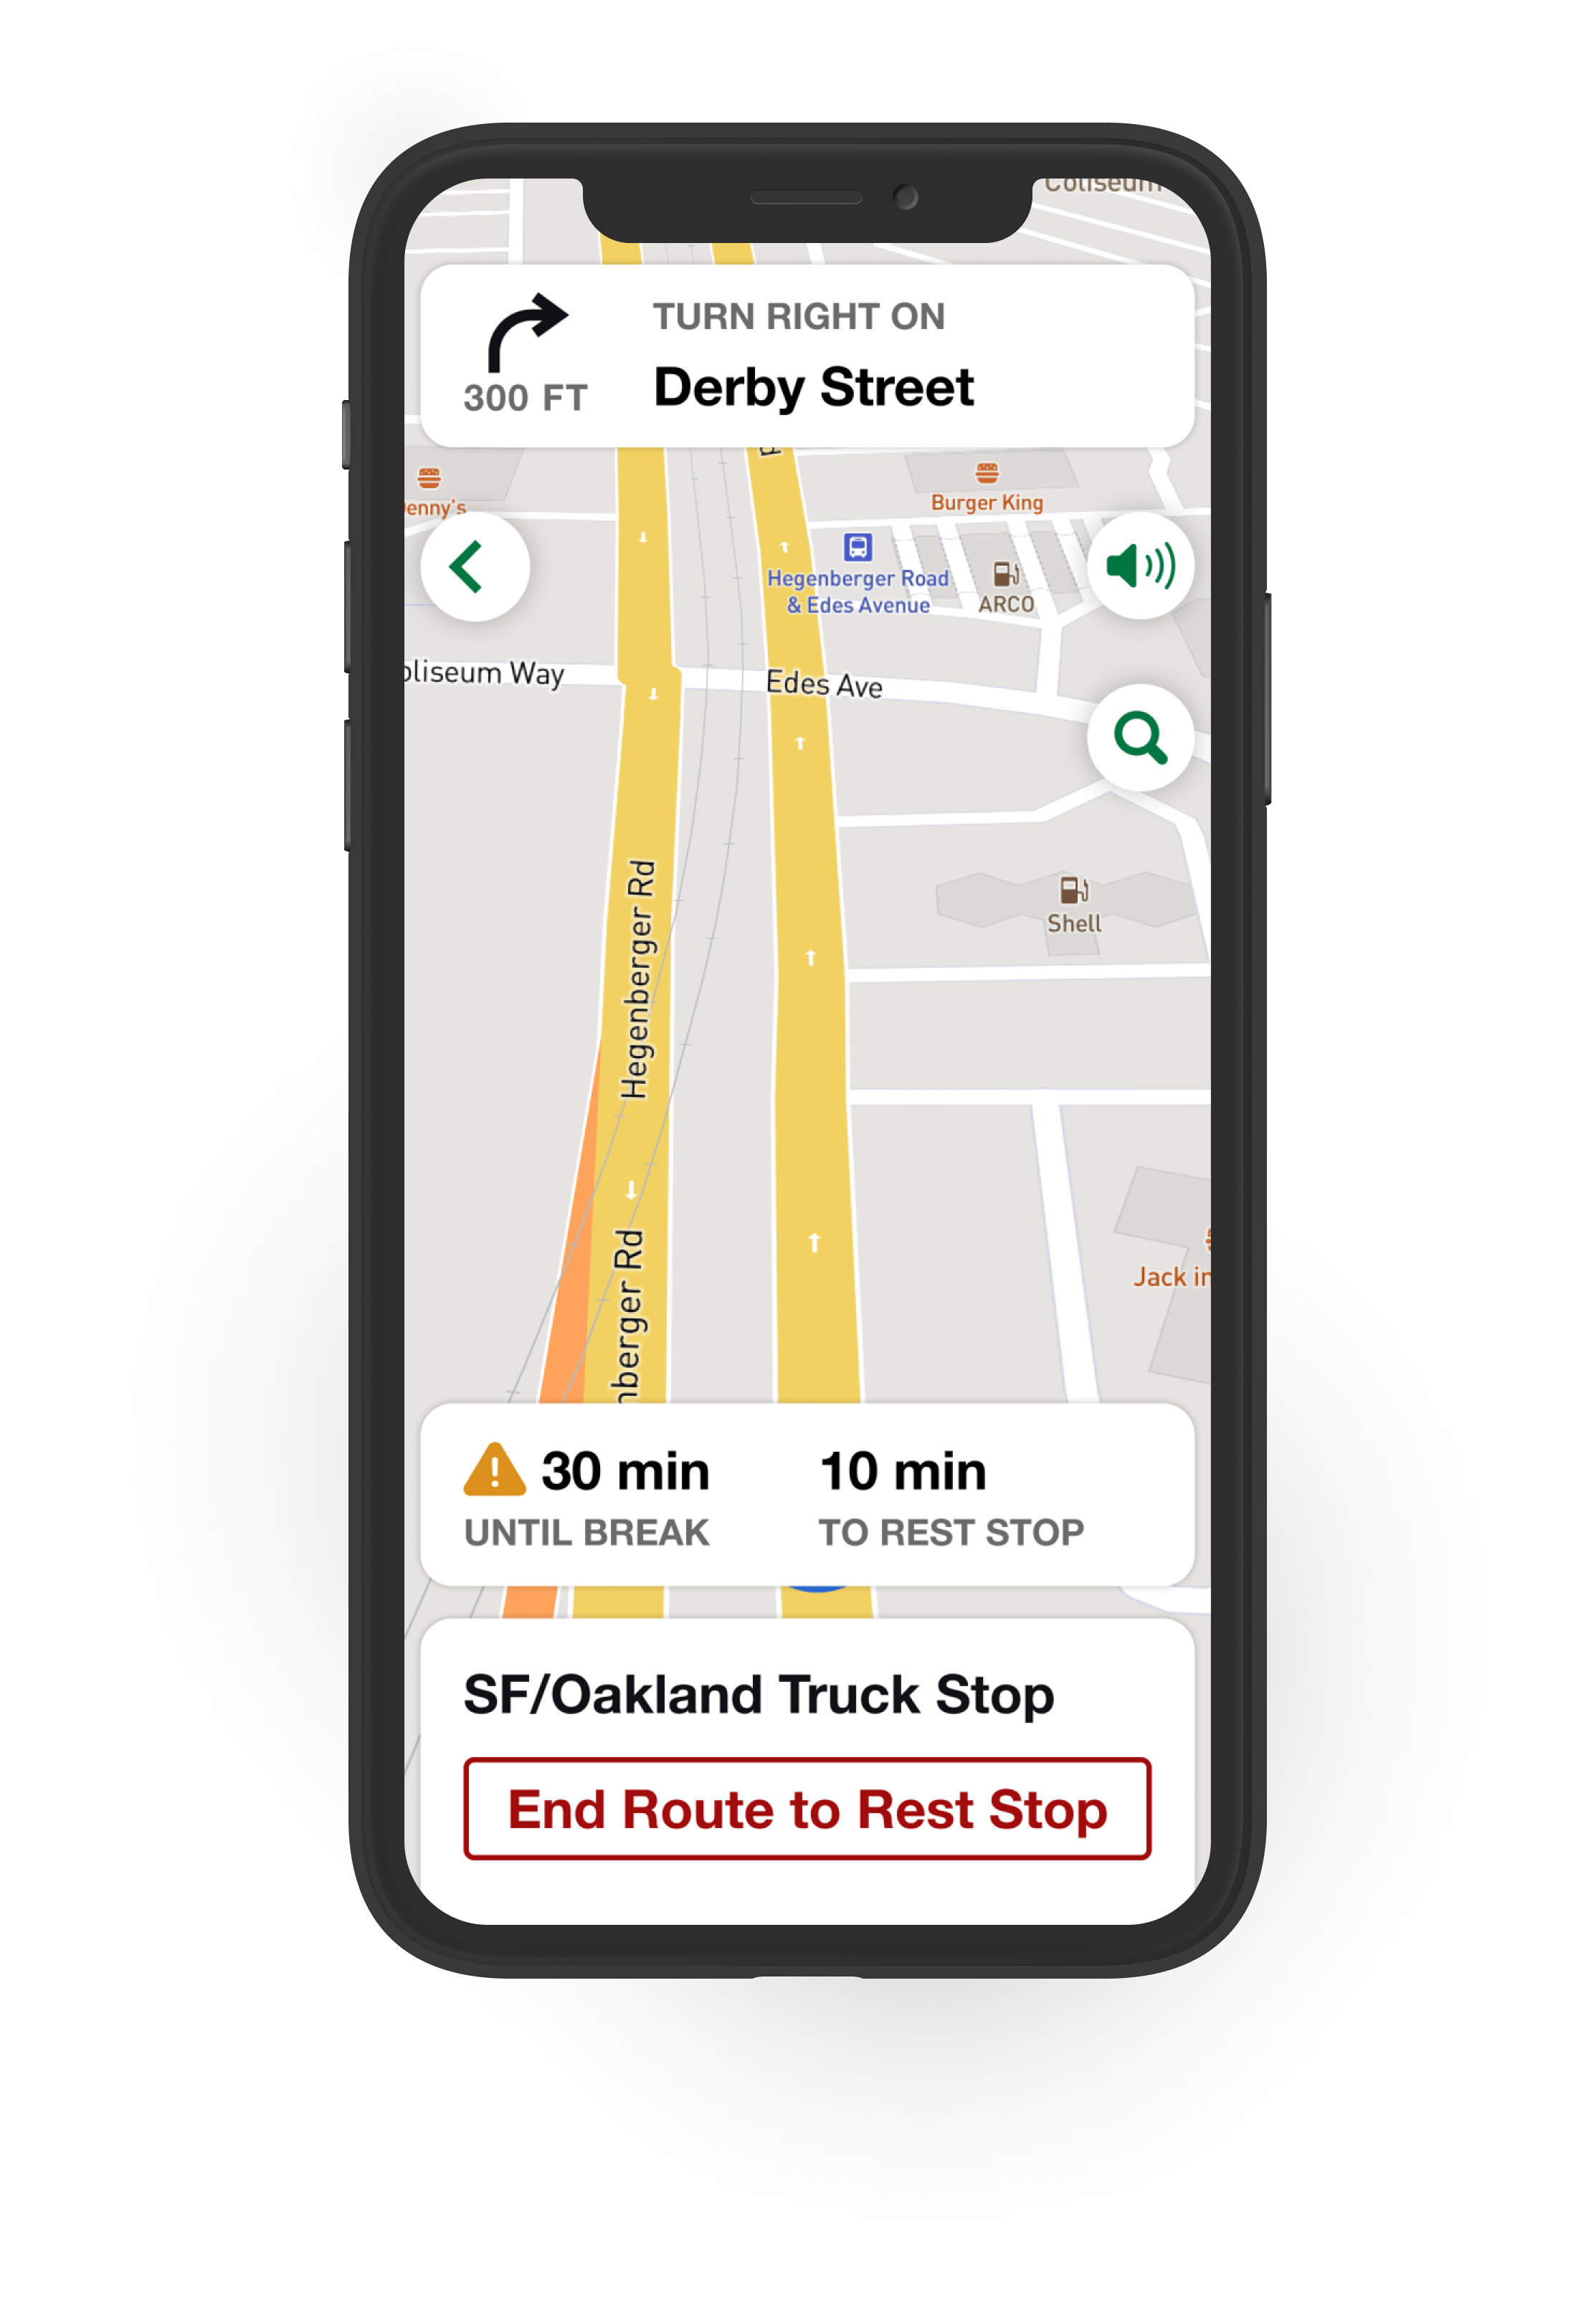 Coliseum
TURN RIGHT ON
300 FT
Derby Street
enny's
Burger King
Hegenberger Road
& Edes Avenue
ARCO
oliseum Way
Edes Ave
Shell
Hegenberger Rd
nberger Rd
Jack in
30 min
10 min
UNTIL BREAK
TO REST STOP
SF/Oakland Truck Stop
End Route to Rest Stop